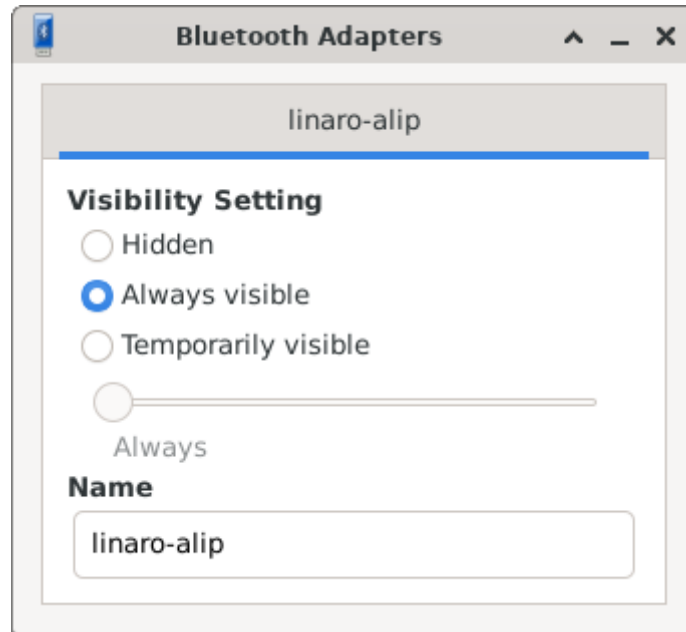 Bluetooth Adapters
linaro-alip
Visibility Setting
Hidden
Always visible
Temporarily visible
Always
Name
linaro-alip